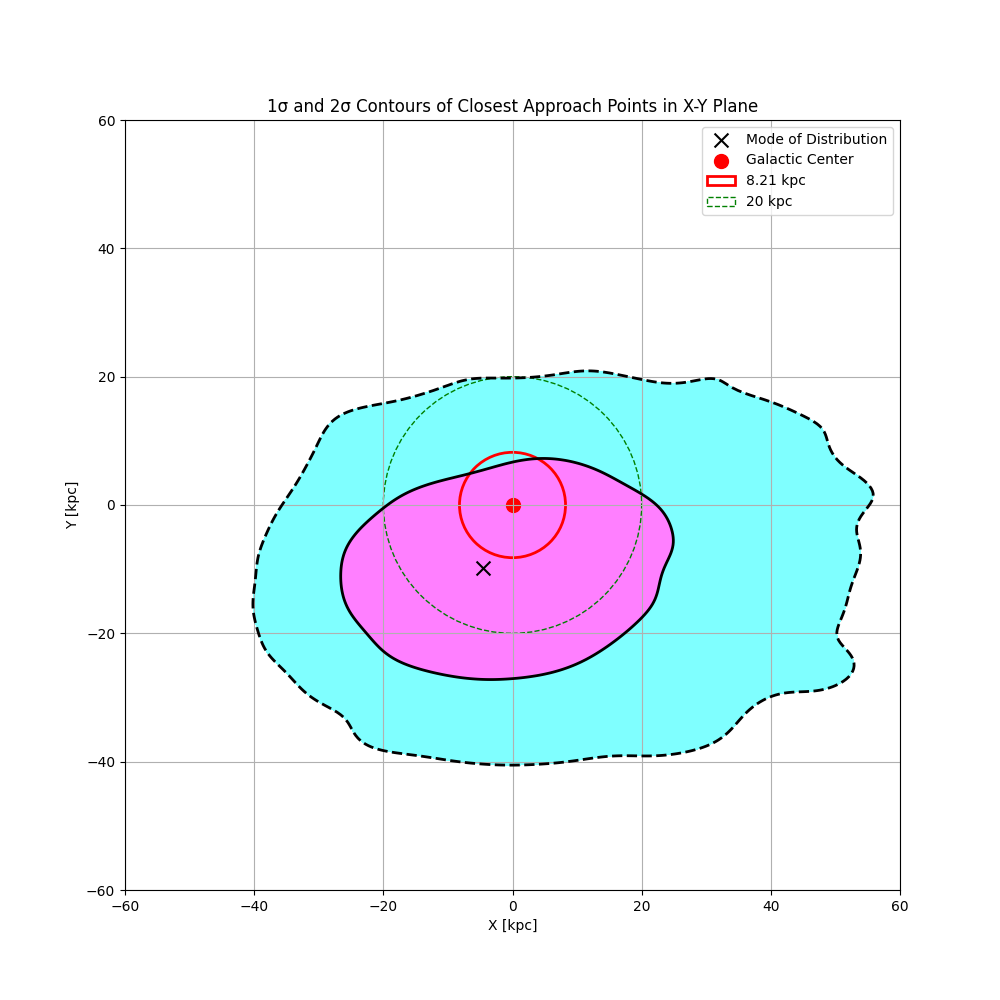 1σ and 2σ Contours of Closest Approach Points in X-Y Plane
Mode of Distribution
Galactic Center
8.21 kpc
20 kpc
60
40
20
0
−20
−40
−60
Y [kpc]
−60 −40 −20 0 20 40 60
X [kpc]